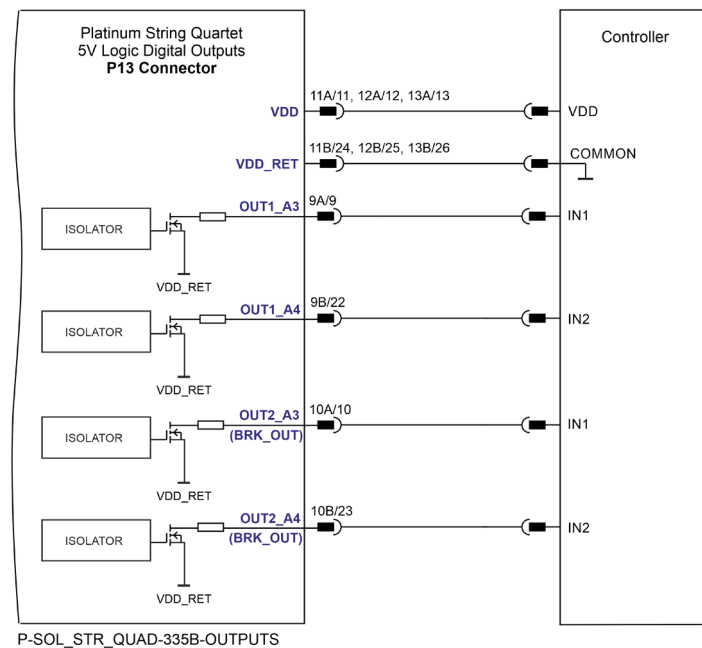 Platinum String Quartet
5V Logic Digital Outputs
P13 Connector
Controller
11A/11, 12A/12, 13A/13
VDD
VDD
11B/24, 12B/25, 13B/26
VDD_RET
COMMON
OUT1_A3
9A/9
IN1
ISOLATOR
VDD_RET
OUT1_A4
9B/22
IN2
ISOLATOR
VDD_RET
OUT2_A3
(BRK_OUT)
10A/10
IN1
ISOLATOR
VDD_RET
OUT2_A4
(BRK_OUT)
10B/23
IN2
ISOLATOR
VDD_RET
P-SOL_STR_QUAD-335B-OUTPUTS